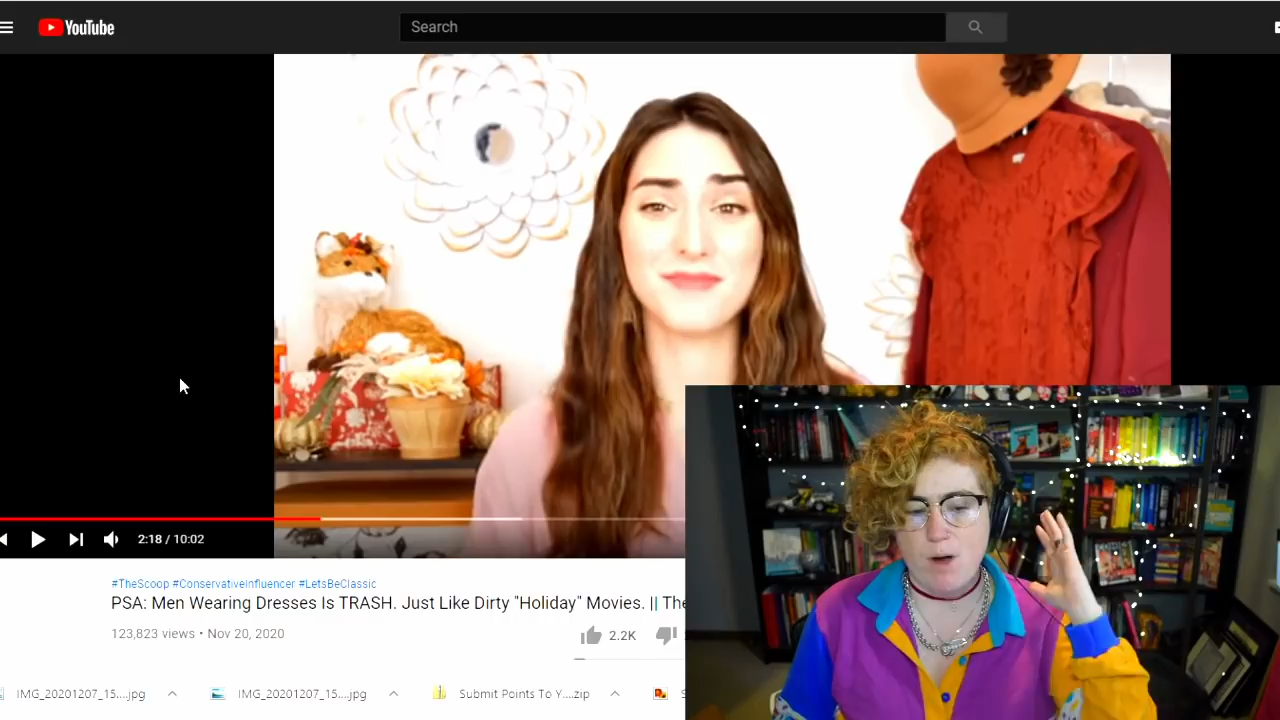 YouTube
Search
2:18 / 10:02
#TheScoop #ConservativeInfluencer #LetsBeClassic
PSA: Men Wearing Dresses Is TRASH. Just Like Dirty "Holiday" Movies. || The
123,823 views • Nov 20, 2020
2.2K
IMG_20201207_15....jpg
IMG_20201207_15....jpg
Submit Points To Y....zip
S